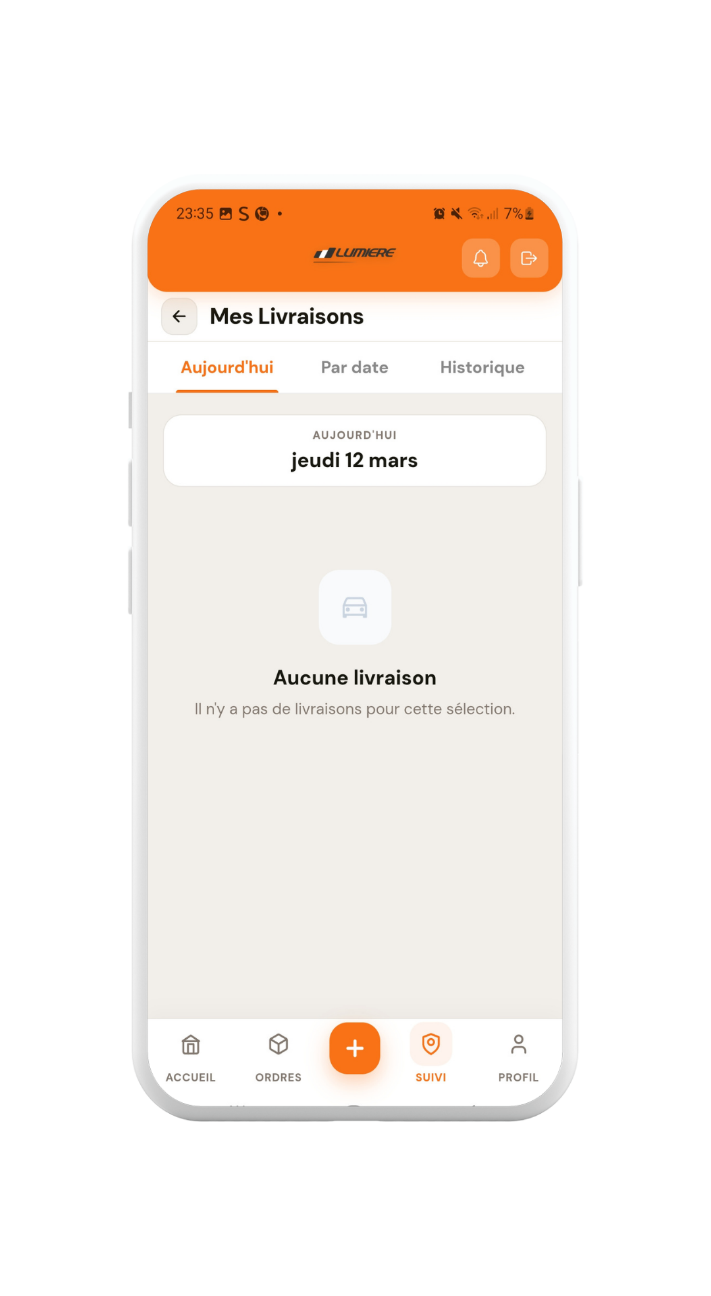 23:35 7%
LUMIERE
Mes Livraisons
Aujourd'hui Par date Historique
AUJOURD'HUI
jeudi 12 mars
Aucune livraison
Il n'y a pas de livraisons pour cette sélection.
ACCUEIL ORDRES SUIVI PROFIL